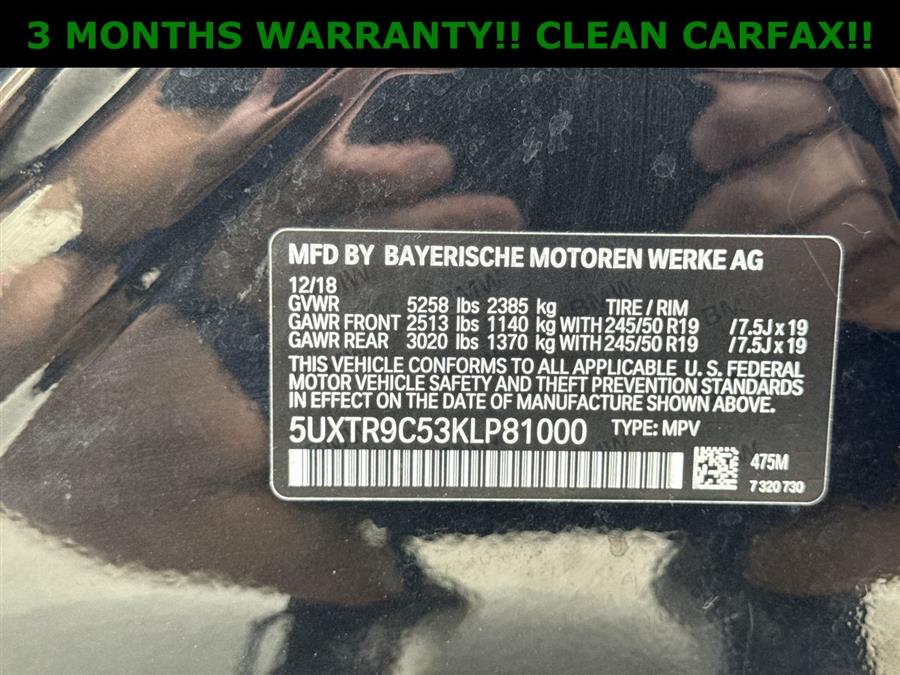 3 MONTHS WARRANTY!! CLEAN CARFAX!!
MFD BY BAYERISCHE MOTOREN WERKE AG
12/18
GVWR 5258 lbs 2385 kg TIRE / RIM
GAWR FRONT 2513 lbs 1140 kg WITH 245/50 R19 / 7.5J x 19
GAWR REAR 3020 lbs 1370 kg WITH 245/50 R19 / 7.5J x 19
THIS VEHICLE CONFORMS TO ALL APPLICABLE U. S. FEDERAL
MOTOR VEHICLE SAFETY AND THEFT PREVENTION STANDARDS
IN EFFECT ON THE DATE OF MANUFACTURE SHOWN ABOVE.
5UXTR9C53KLP81000 TYPE: MPV
475M
7 320 730